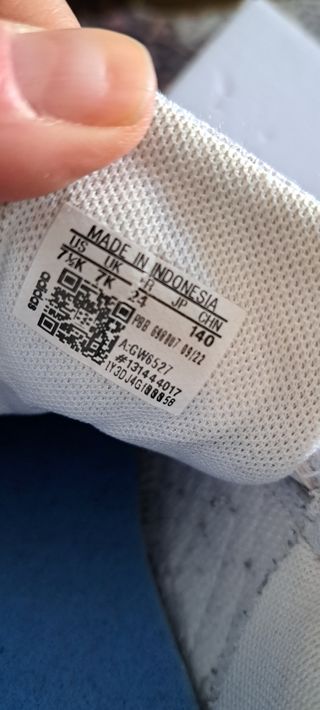 MADE IN INDONESIA
US UK FR JP CHN
7½K 7K 24 140
adidas
PBB 09/22
A:GW6527
#131444017